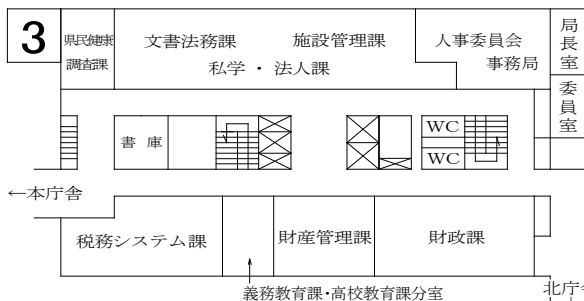 3
県民健康
調査課
文書法務課
施設管理課
私学・法人課
人事委員会
事務局
局長室
委員室
書庫
WC
WC
←本庁舎
税務システム課
財産管理課
財政課
義務教育課・高校教育課分室
北庁